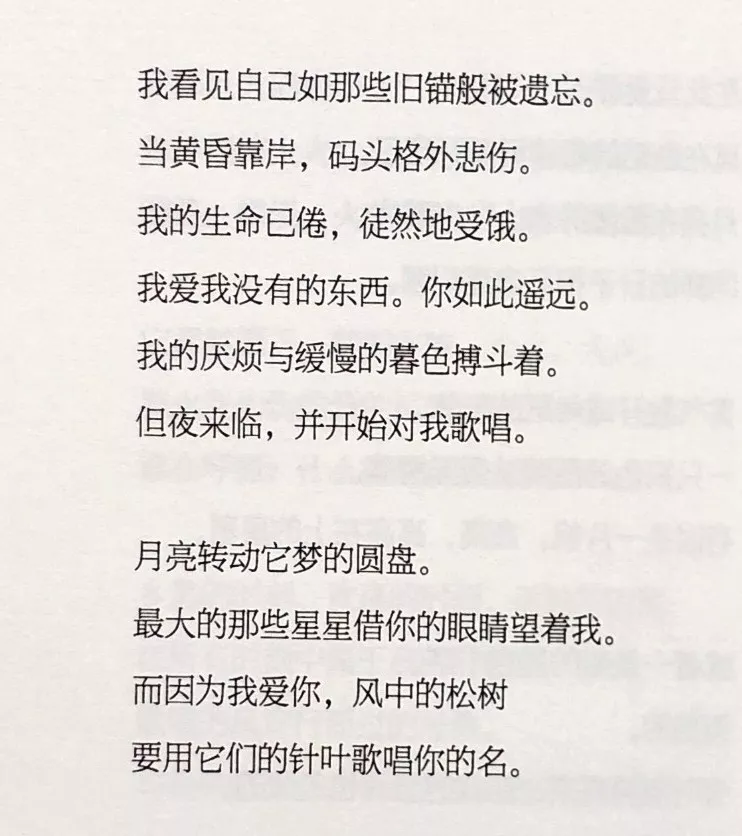 我看见自己如那些旧锚般被遗忘。
当黄昏靠岸，码头格外悲伤。
我的生命已倦，徒然地受饿。
我爱我没有的东西。你如此遥远。
我的厌烦与缓慢的暮色搏斗着。
但夜来临，并开始对我歌唱。

月亮转动它梦的圆盘。
最大的那些星星借你的眼睛望着我。
而因为我爱你，风中的松树
要用它们的针叶歌唱你的名。